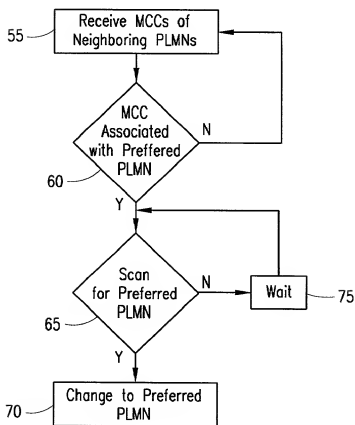 Receive MCCs of
Neighboring PLMNs
55
MCC
Associated
with Preffered
PLMN
N
60
Y
Scan
for Preferred
PLMN
N
Wait
75
65
Y
Change to Preferred
PLMN
70